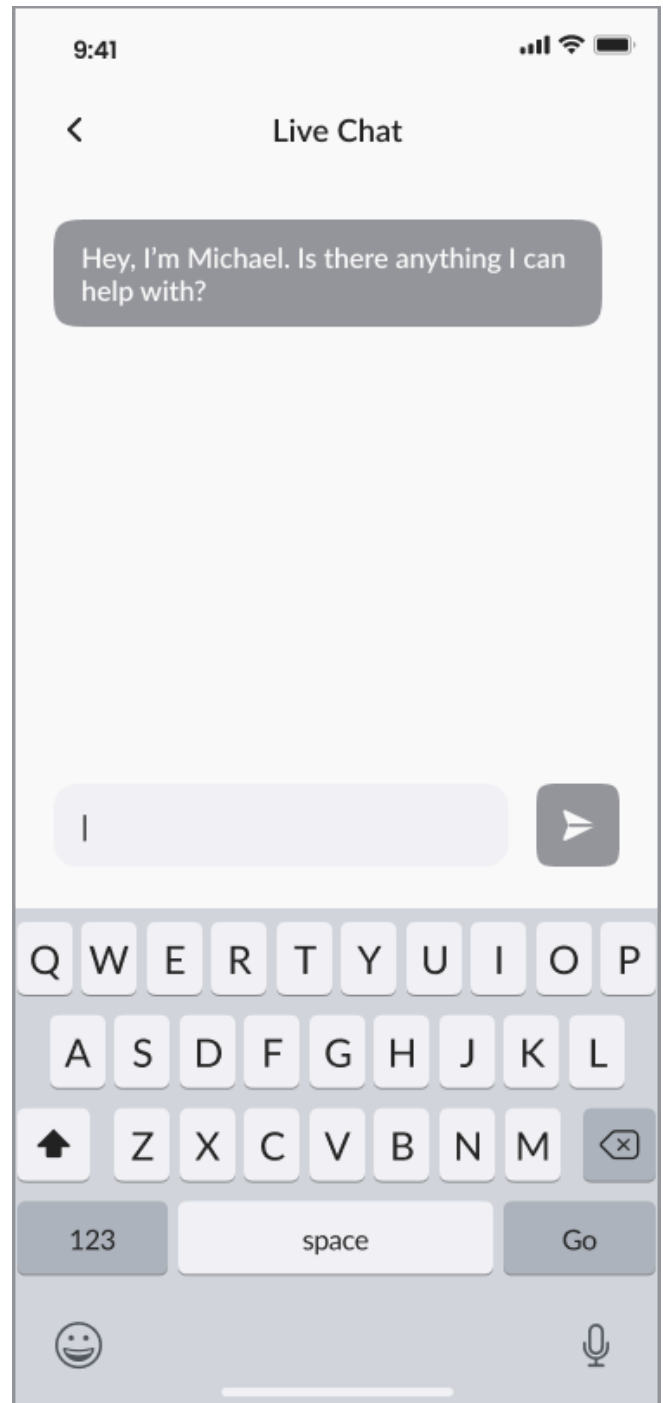 9:41
Live Chat
Hey, I'm Michael. Is there anything I can
help with?
Q W E R T Y U I O P
A S D F G H J K L
Z X C V B N M
123 space Go